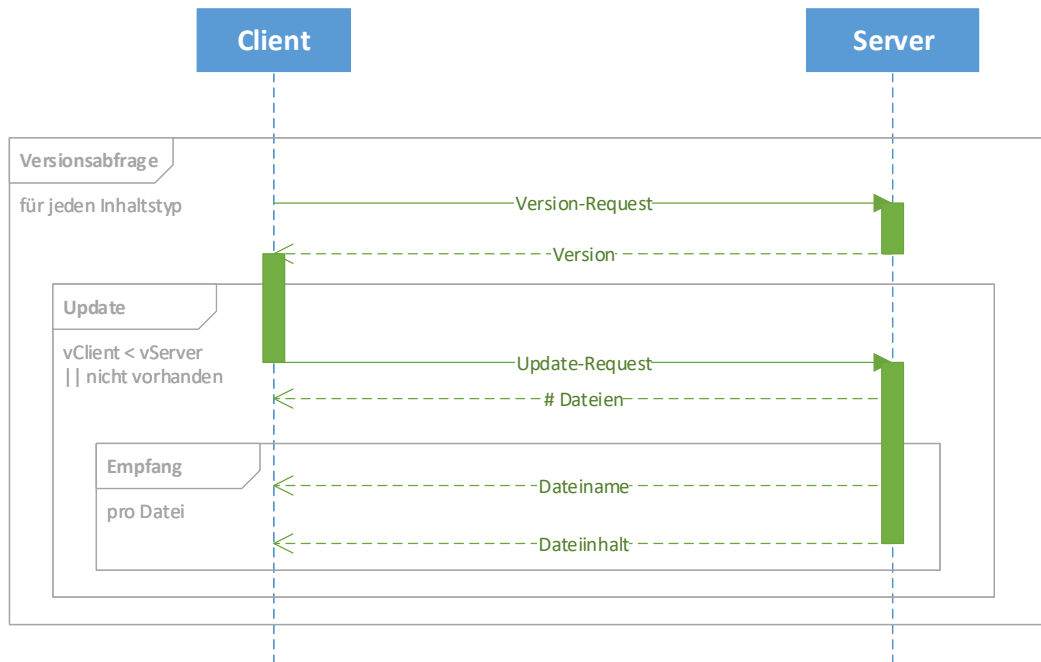 Client
Server
Versionsabfrage
für jeden Inhaltstyp
Version-Request
Version
Update
vClient < vServer
|| nicht vorhanden
Update-Request
# Dateien
Empfang
pro Datei
Dateiname
Dateiinhalt